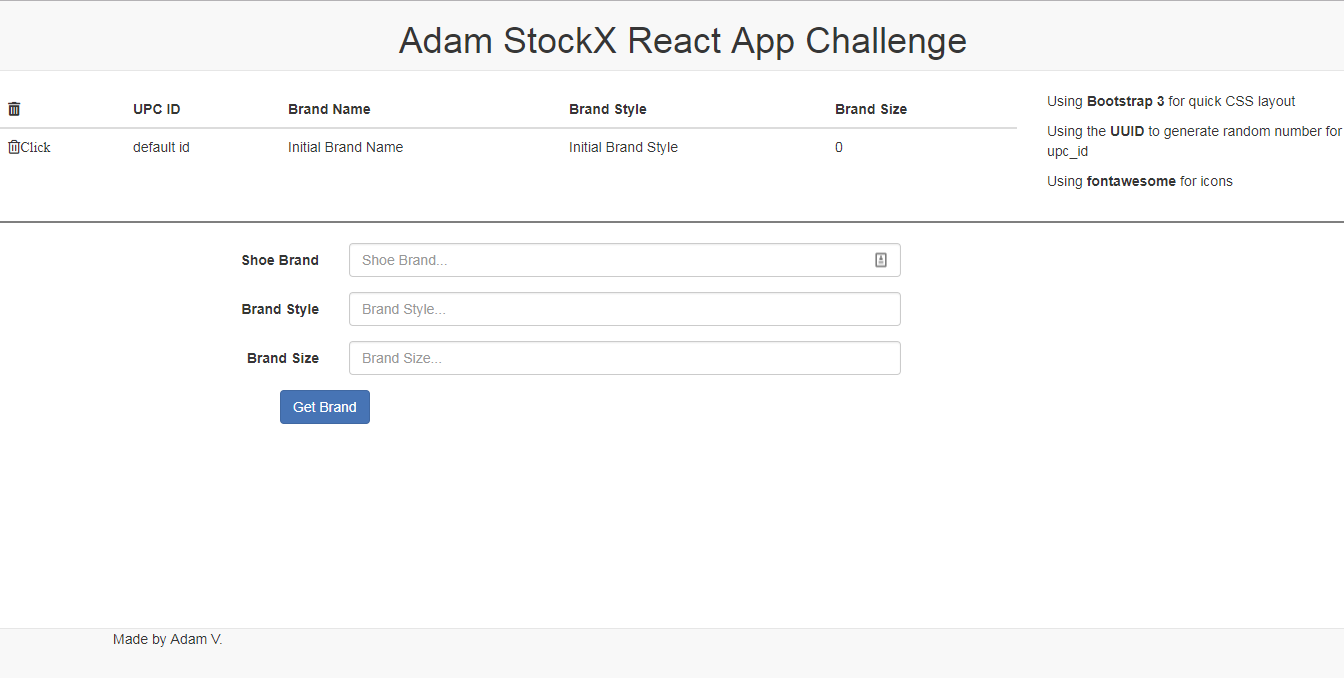 Adam StockX React App Challenge
UPC ID Brand Name Brand Style Brand Size
Click default id Initial Brand Name Initial Brand Style 0
Using Bootstrap 3 for quick CSS layout
Using the UUID to generate random number for
upc_id
Using fontawesome for icons
Shoe Brand Shoe Brand...
Brand Style Brand Style...
Brand Size Brand Size...
Get Brand
Made by Adam V.